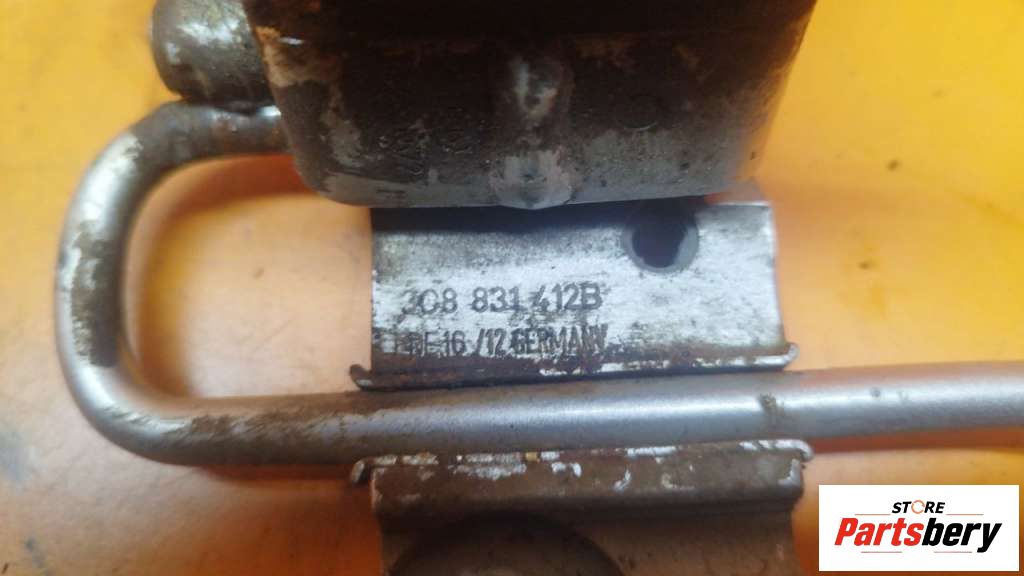 3C8 831 412B
16 /12 GERMANY
STORE
Partsbery